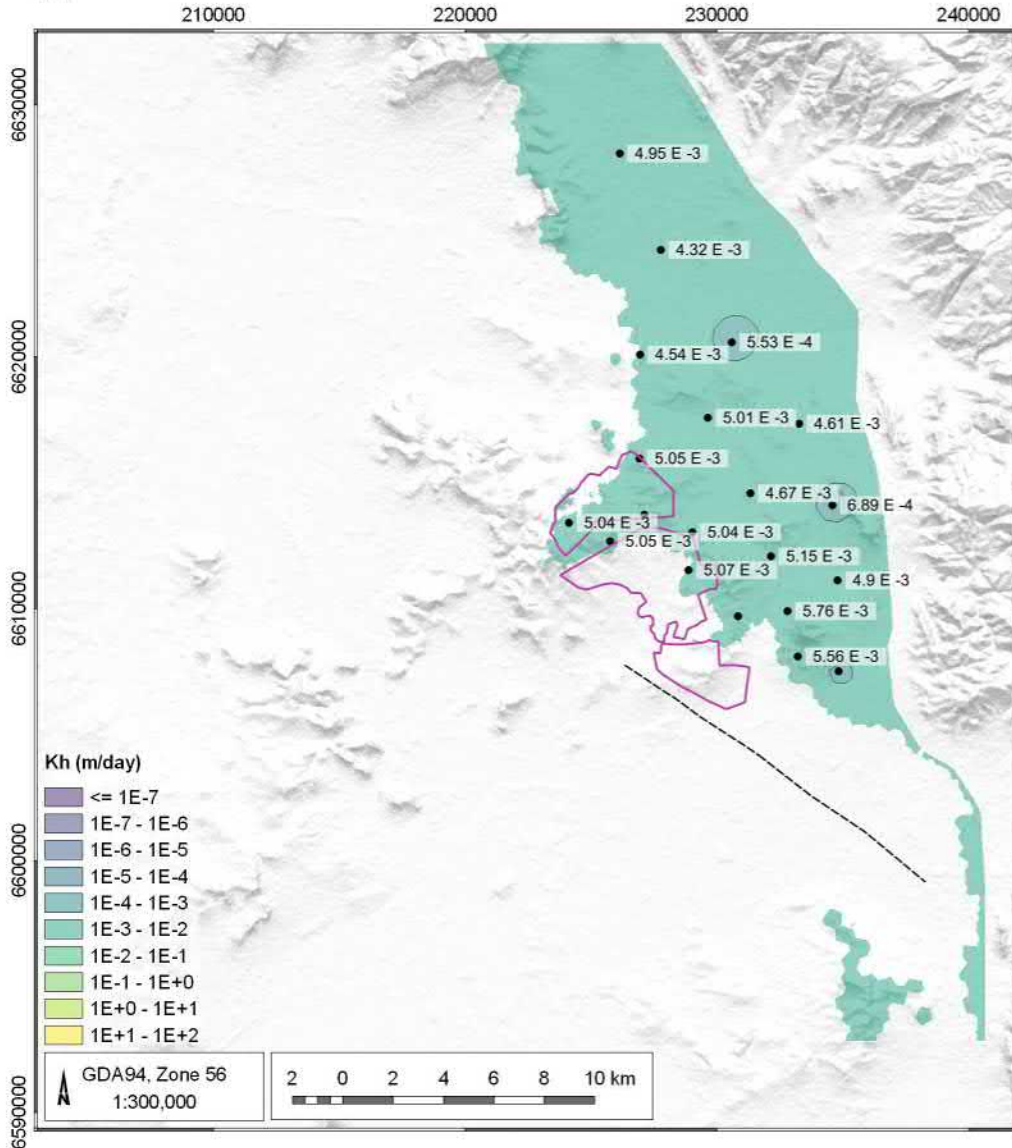 210000 220000 230000 240000
6630000
4.95 E -3
4.32 E -3
5.53 E -4
6620000
4.54 E -3
5.01 E -3
4.61 E -3
5.05 E -3
4.67 E -3
6.89 E -4
5.04 E -3
5.04 E -3
5.05 E -3
5.15 E -3
5.07 E -3
4.9 E -3
6610000
5.76 E -3
5.56 E -3
Kh (m/day)
<= 1E-7
1E-7 - 1E-6
1E-6 - 1E-5
1E-5 - 1E-4
1E-4 - 1E-3
1E-3 - 1E-2
1E-2 - 1E-1
1E-1 - 1E+0
1E+0 - 1E+1
1E+1 - 1E+2
6600000
GDA94, Zone 56
1:300,000
2 0 2 4 6 8 10 km
N
6590000